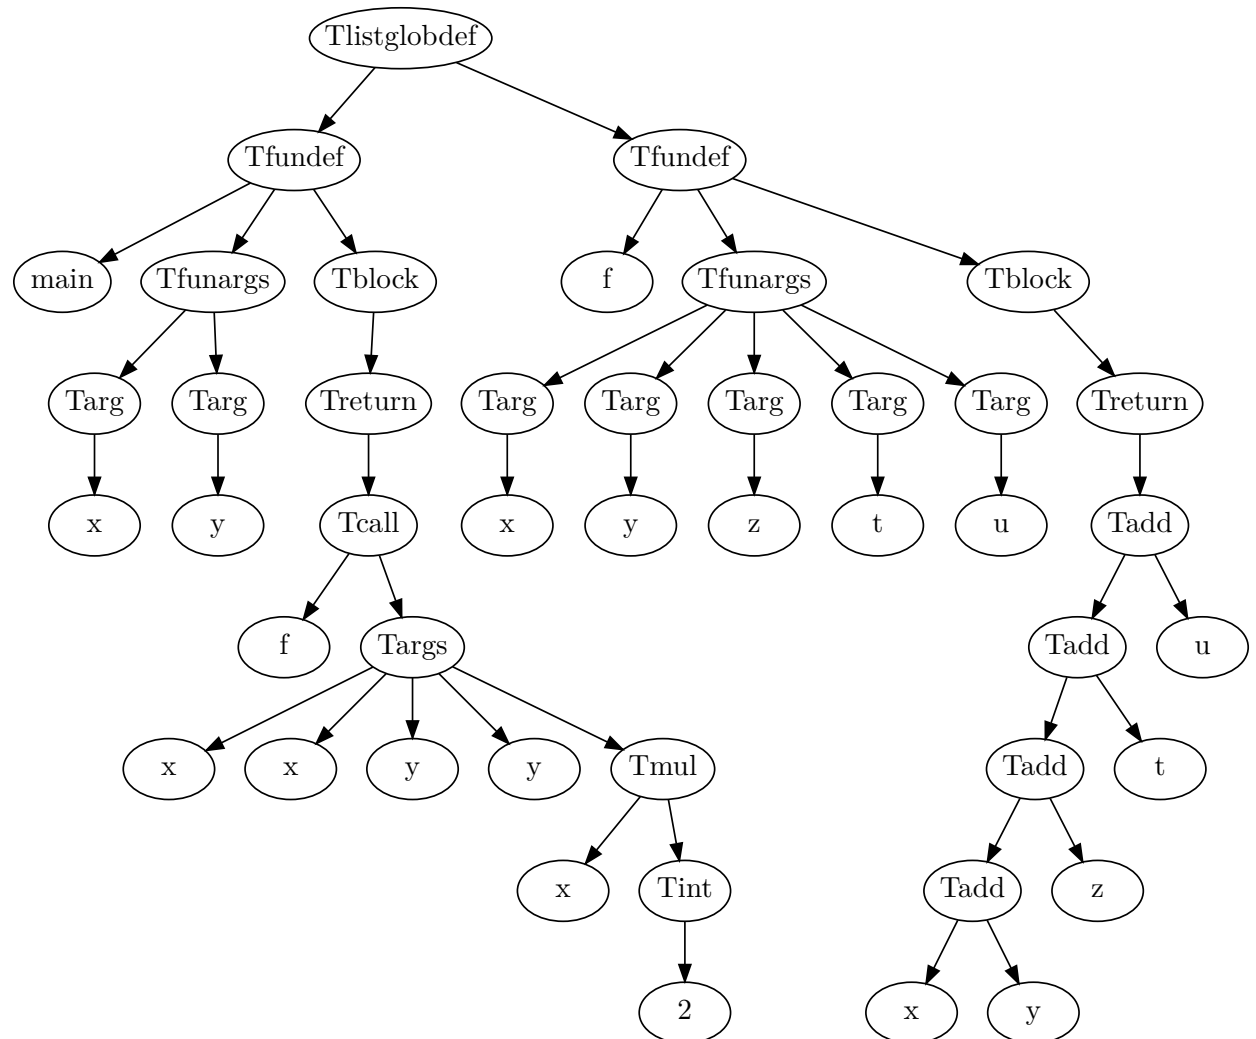 Tlistglobdef
Tfundef Tfundef
main Tfunargs Tblock f Tfunargs Tblock
Targ Targ Treturn Targ Targ Targ Targ Targ Treturn
x y Tcall x y z t u Tadd
f Targs Tadd u
x x y y Tmul Tadd t
x Tint Tadd z
2 x y